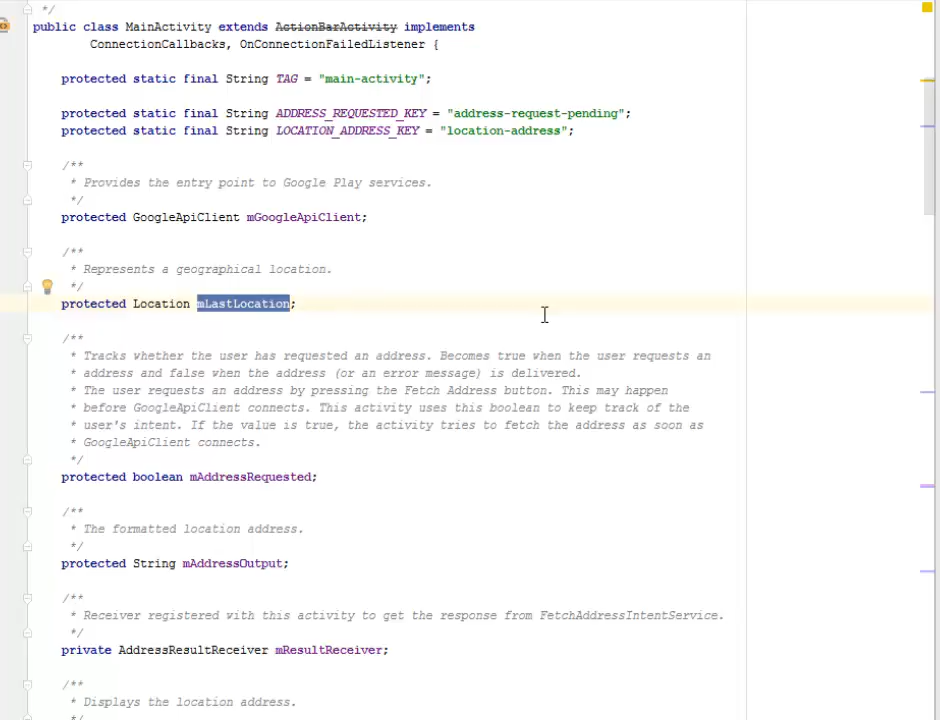 */
public class MainActivity extends ActionBarActivity implements
ConnectionCallbacks, OnConnectionFailedListener {
protected static final String TAG = "main-activity";
protected static final String ADDRESS_REQUESTED_KEY = "address-request-pending";
protected static final String LOCATION_ADDRESS_KEY = "location-address";
/**
* Provides the entry point to Google Play services.
*/
protected GoogleApiClient mGoogleApiClient;
/**
* Represents a geographical location.
*/
protected Location mLastLocation;
/**
* Tracks whether the user has requested an address. Becomes true when the user requests an
* address and false when the address (or an error message) is delivered.
* The user requests an address by pressing the Fetch Address button. This may happen
* before GoogleApiClient connects. This activity uses this boolean to keep track of the
* user's intent. If the value is true, the activity tries to fetch the address as soon as
* GoogleApiClient connects.
*/
protected boolean mAddressRequested;
/**
* The formatted location address.
*/
protected String mAddressOutput;
/**
* Receiver registered with this activity to get the response from FetchAddressIntentService.
*/
private AddressResultReceiver mResultReceiver;
/**
* Displays the location address.
*/